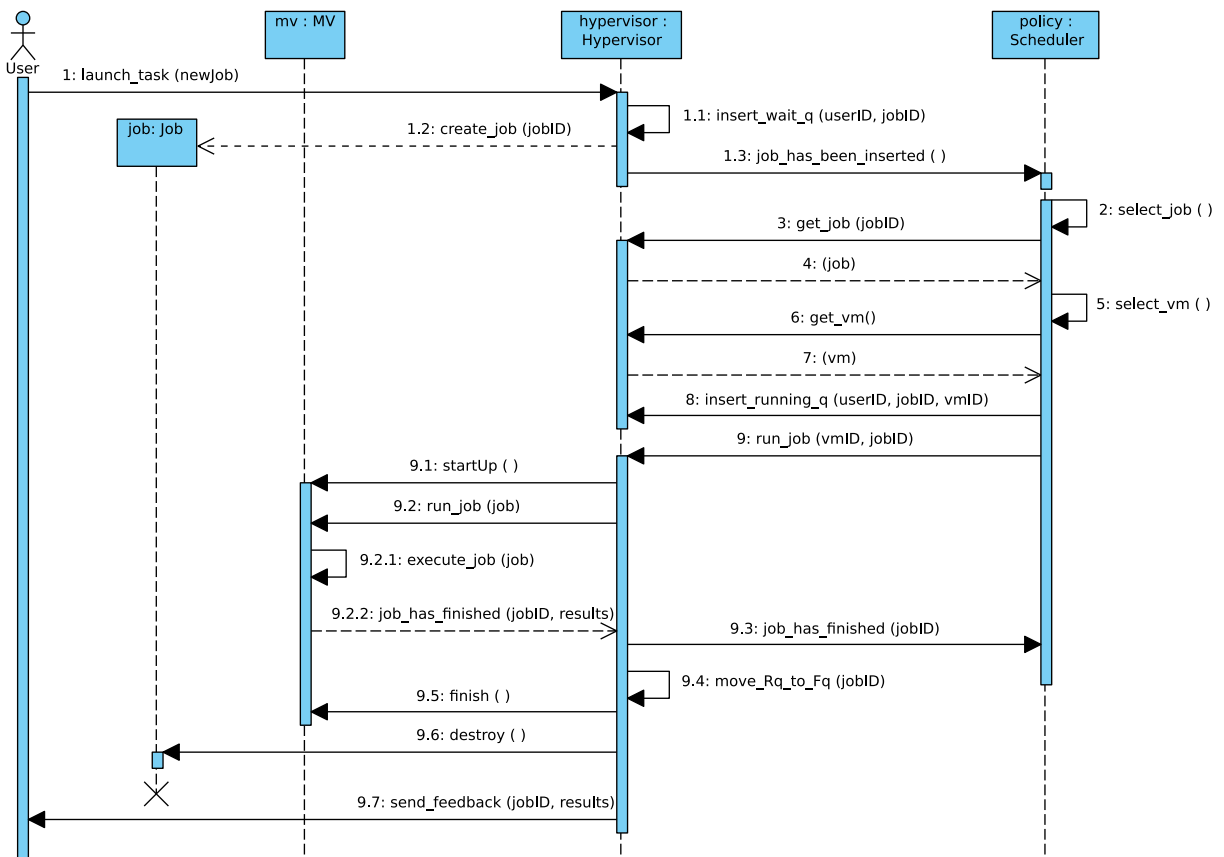 mv : MV
hypervisor :
Hypervisor
policy :
Scheduler
User
1: launch_task (newJob)
1.1: insert_wait_q (userID, jobID)
job: Job
1.2: create_job (jobID)
1.3: job_has_been_inserted ( )
2: select_job ( )
3: get_job (jobID)
4: (job)
5: select_vm ( )
6: get_vm()
7: (vm)
8: insert_running_q (userID, jobID, vmID)
9: run_job (vmID, jobID)
9.1: startUp ( )
9.2: run_job (job)
9.2.1: execute_job (job)
9.2.2: job_has_finished (jobID, results)
9.3: job_has_finished (jobID)
9.4: move_Rq_to_Fq (jobID)
9.5: finish ( )
9.6: destroy ( )
9.7: send_feedback (jobID, results)